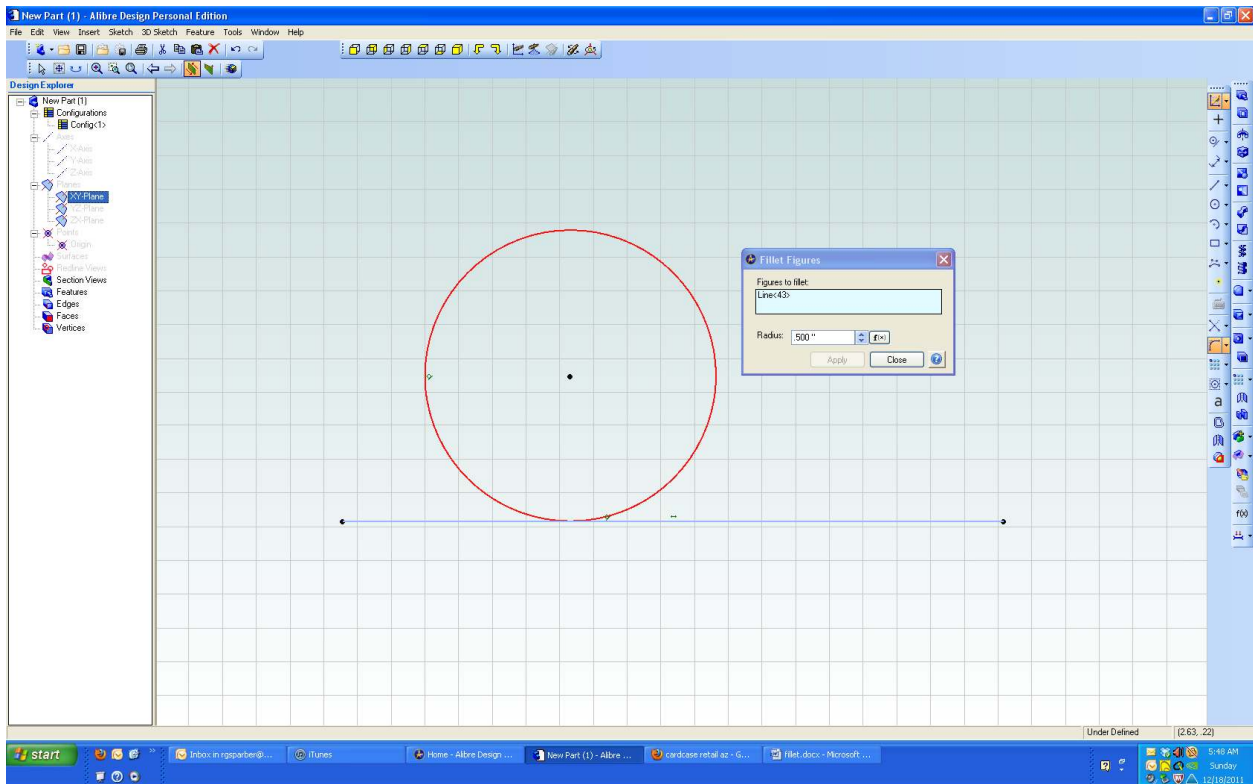 New Part (1) - Alibre Design Personal Edition
File Edit View Insert Sketch 3D Sketch Feature Tools Window Help
Design Explorer
New Part (1)
Configurations
Config<1>
Axes
X-Axis
Y-Axis
Z-Axis
Planes
XY-Plane
YZ-Plane
ZX-Plane
Points
Origin
Surfaces
Redline Views
Section Views
Features
Edges
Faces
Vertices
Fillet Figures
Figures to fillet:
Line<43>
Radius: .500 " f(x)
Apply Close ?
a
f(x)
Under Defined (2.63, .22)
start Inbox in rgsparber@... iTunes Home - Alibre Design ... New Part (1) - Alibre ... cardcase retail az - G... fillet.docx - Microsoft ... 5:48 AM
Sunday
12/18/2011